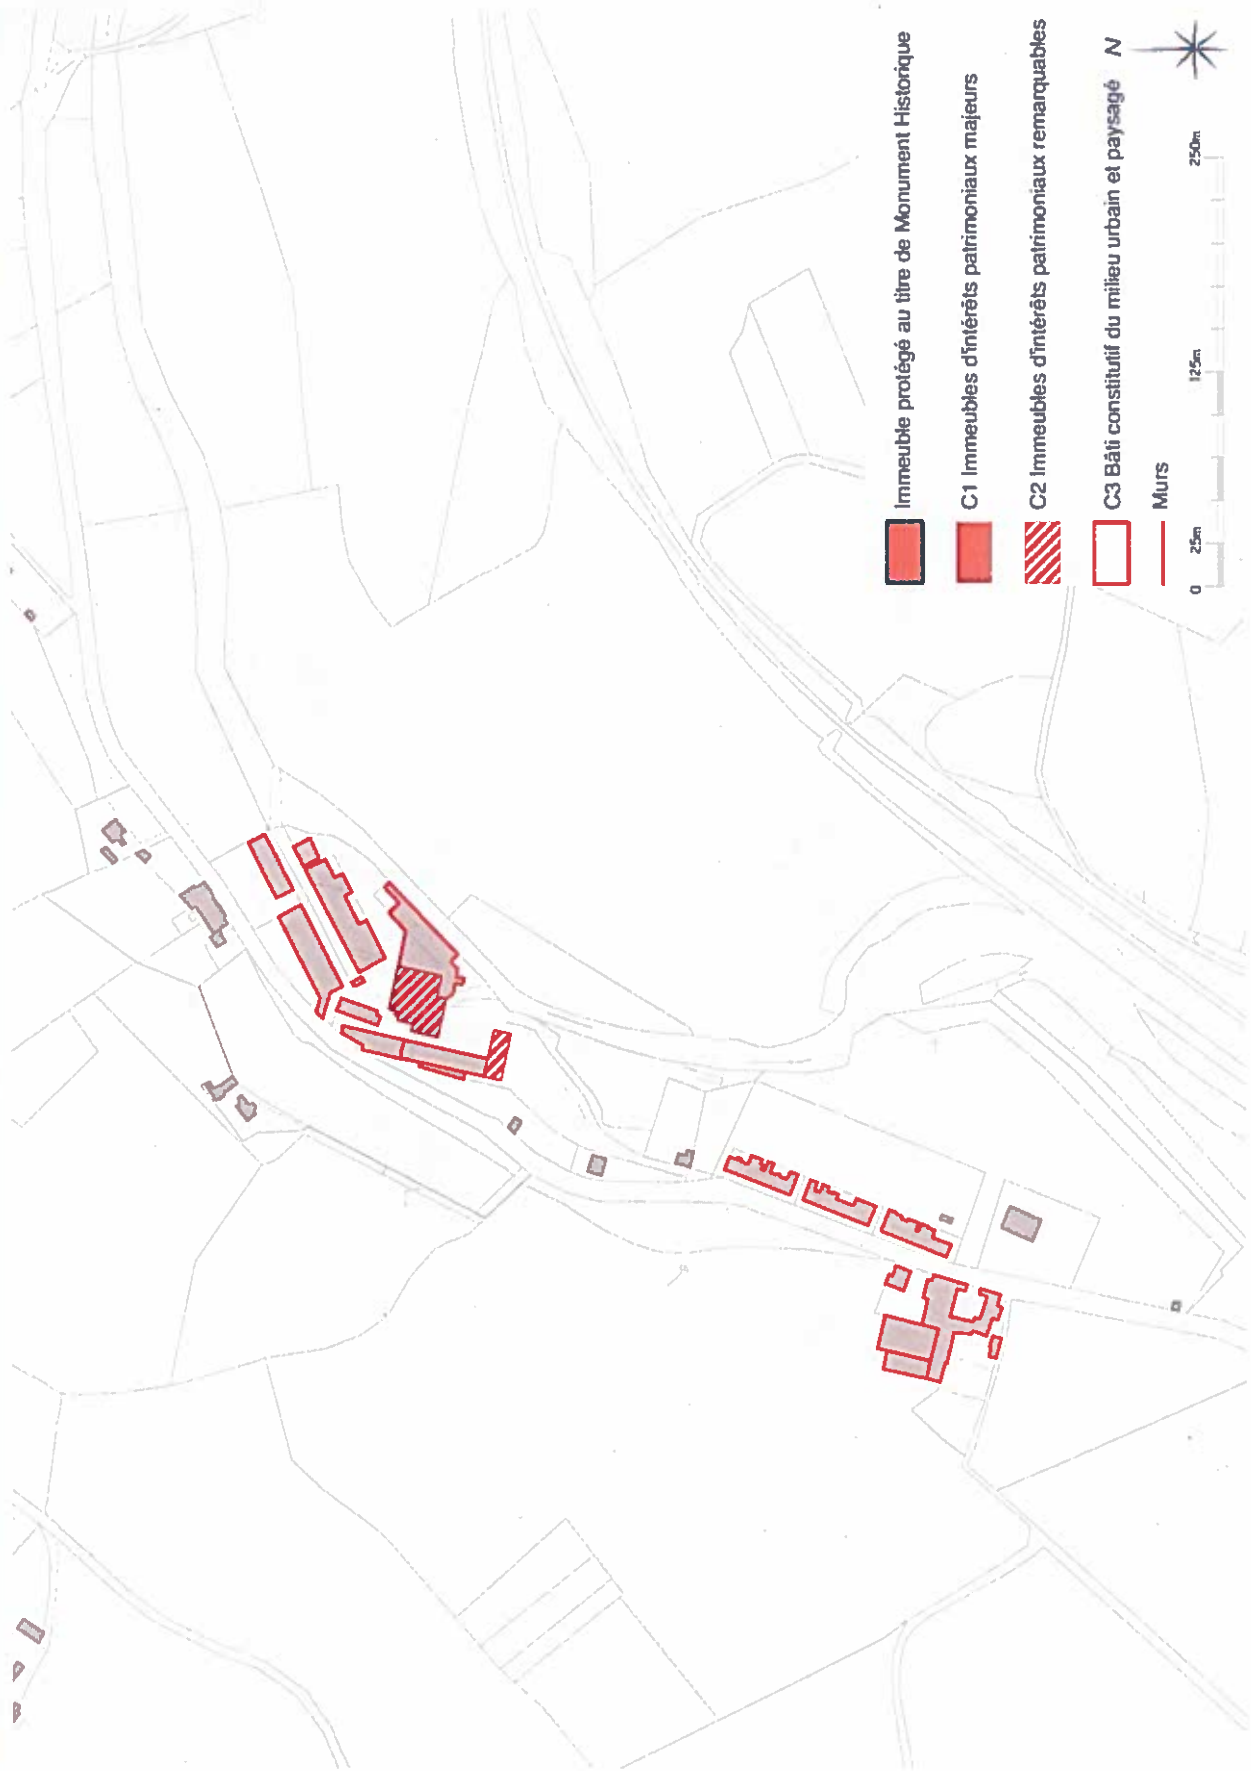 Immeuble protégé au titre de Monument Historique
C1 Immeubles d'intérêts patrimoniaux majeurs
C2 Immeubles d'intérêts patrimoniaux remarquables
C3 Bâti constitutif du milieu urbain et paysagé
Murs
N
0 25m 125m 250m